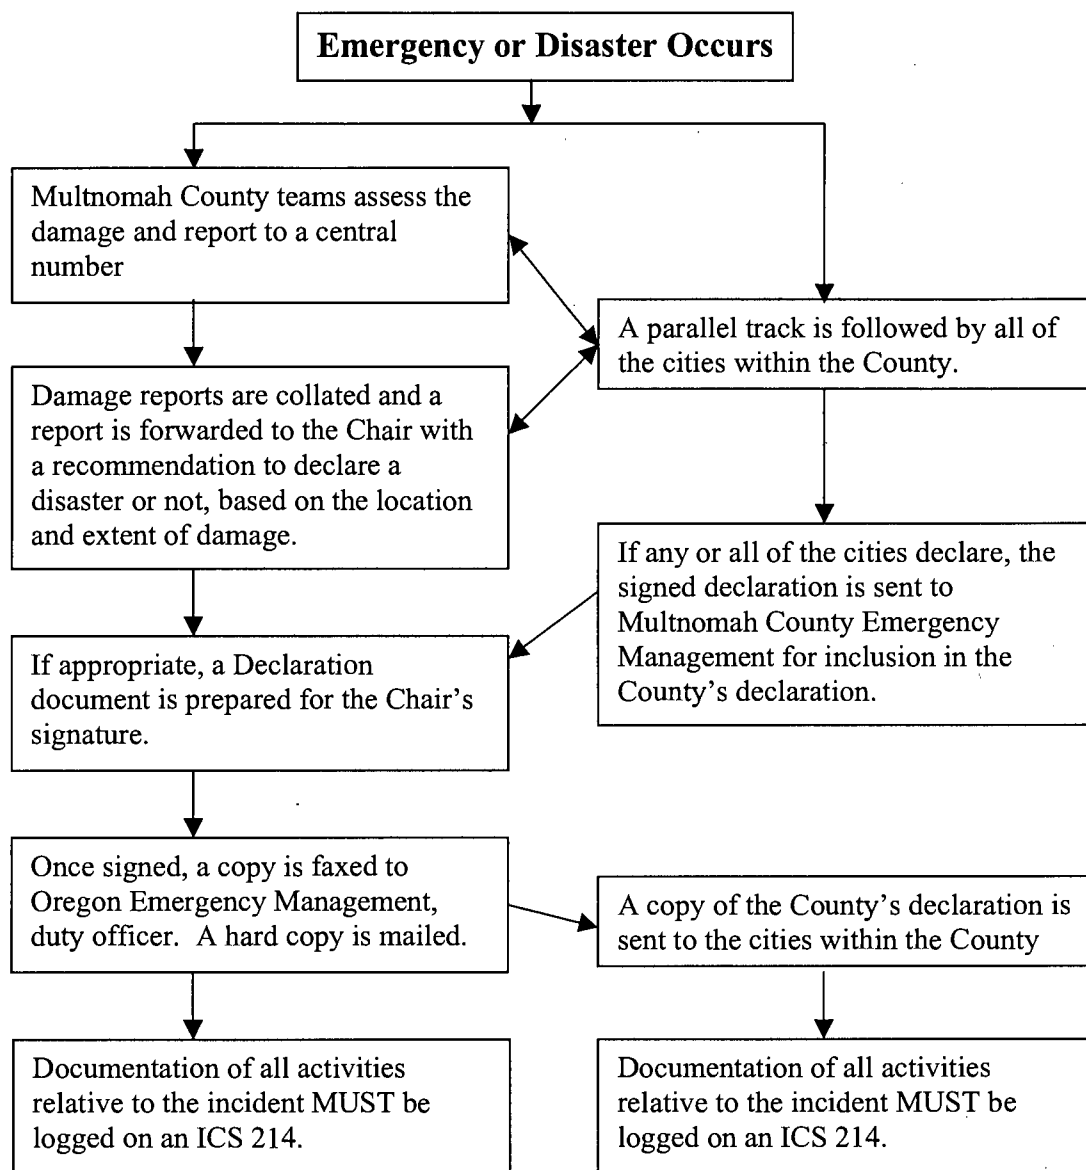 Emergency or Disaster Occurs
Multnomah County teams assess the
damage and report to a central
number
A parallel track is followed by all of
the cities within the County.
Damage reports are collated and a
report is forwarded to the Chair with
a recommendation to declare a
disaster or not, based on the location
and extent of damage.
If any or all of the cities declare, the
signed declaration is sent to
Multnomah County Emergency
Management for inclusion in the
County's declaration.
If appropriate, a Declaration
document is prepared for the Chair's
signature.
Once signed, a copy is faxed to
Oregon Emergency Management,
duty officer.  A hard copy is mailed.
A copy of the County's declaration is
sent to the cities within the County
Documentation of all activities
relative to the incident MUST be
logged on an ICS 214.
Documentation of all activities
relative to the incident MUST be
logged on an ICS 214.